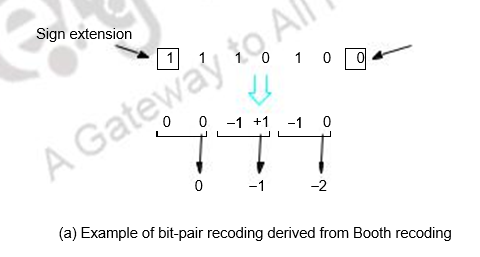 Sign extension
1 1 1 0 1 0 0
0 0 –1 +1 –1 0
0 –1 –2
(a) Example of bit-pair recoding derived from Booth recoding
A Gateway to All